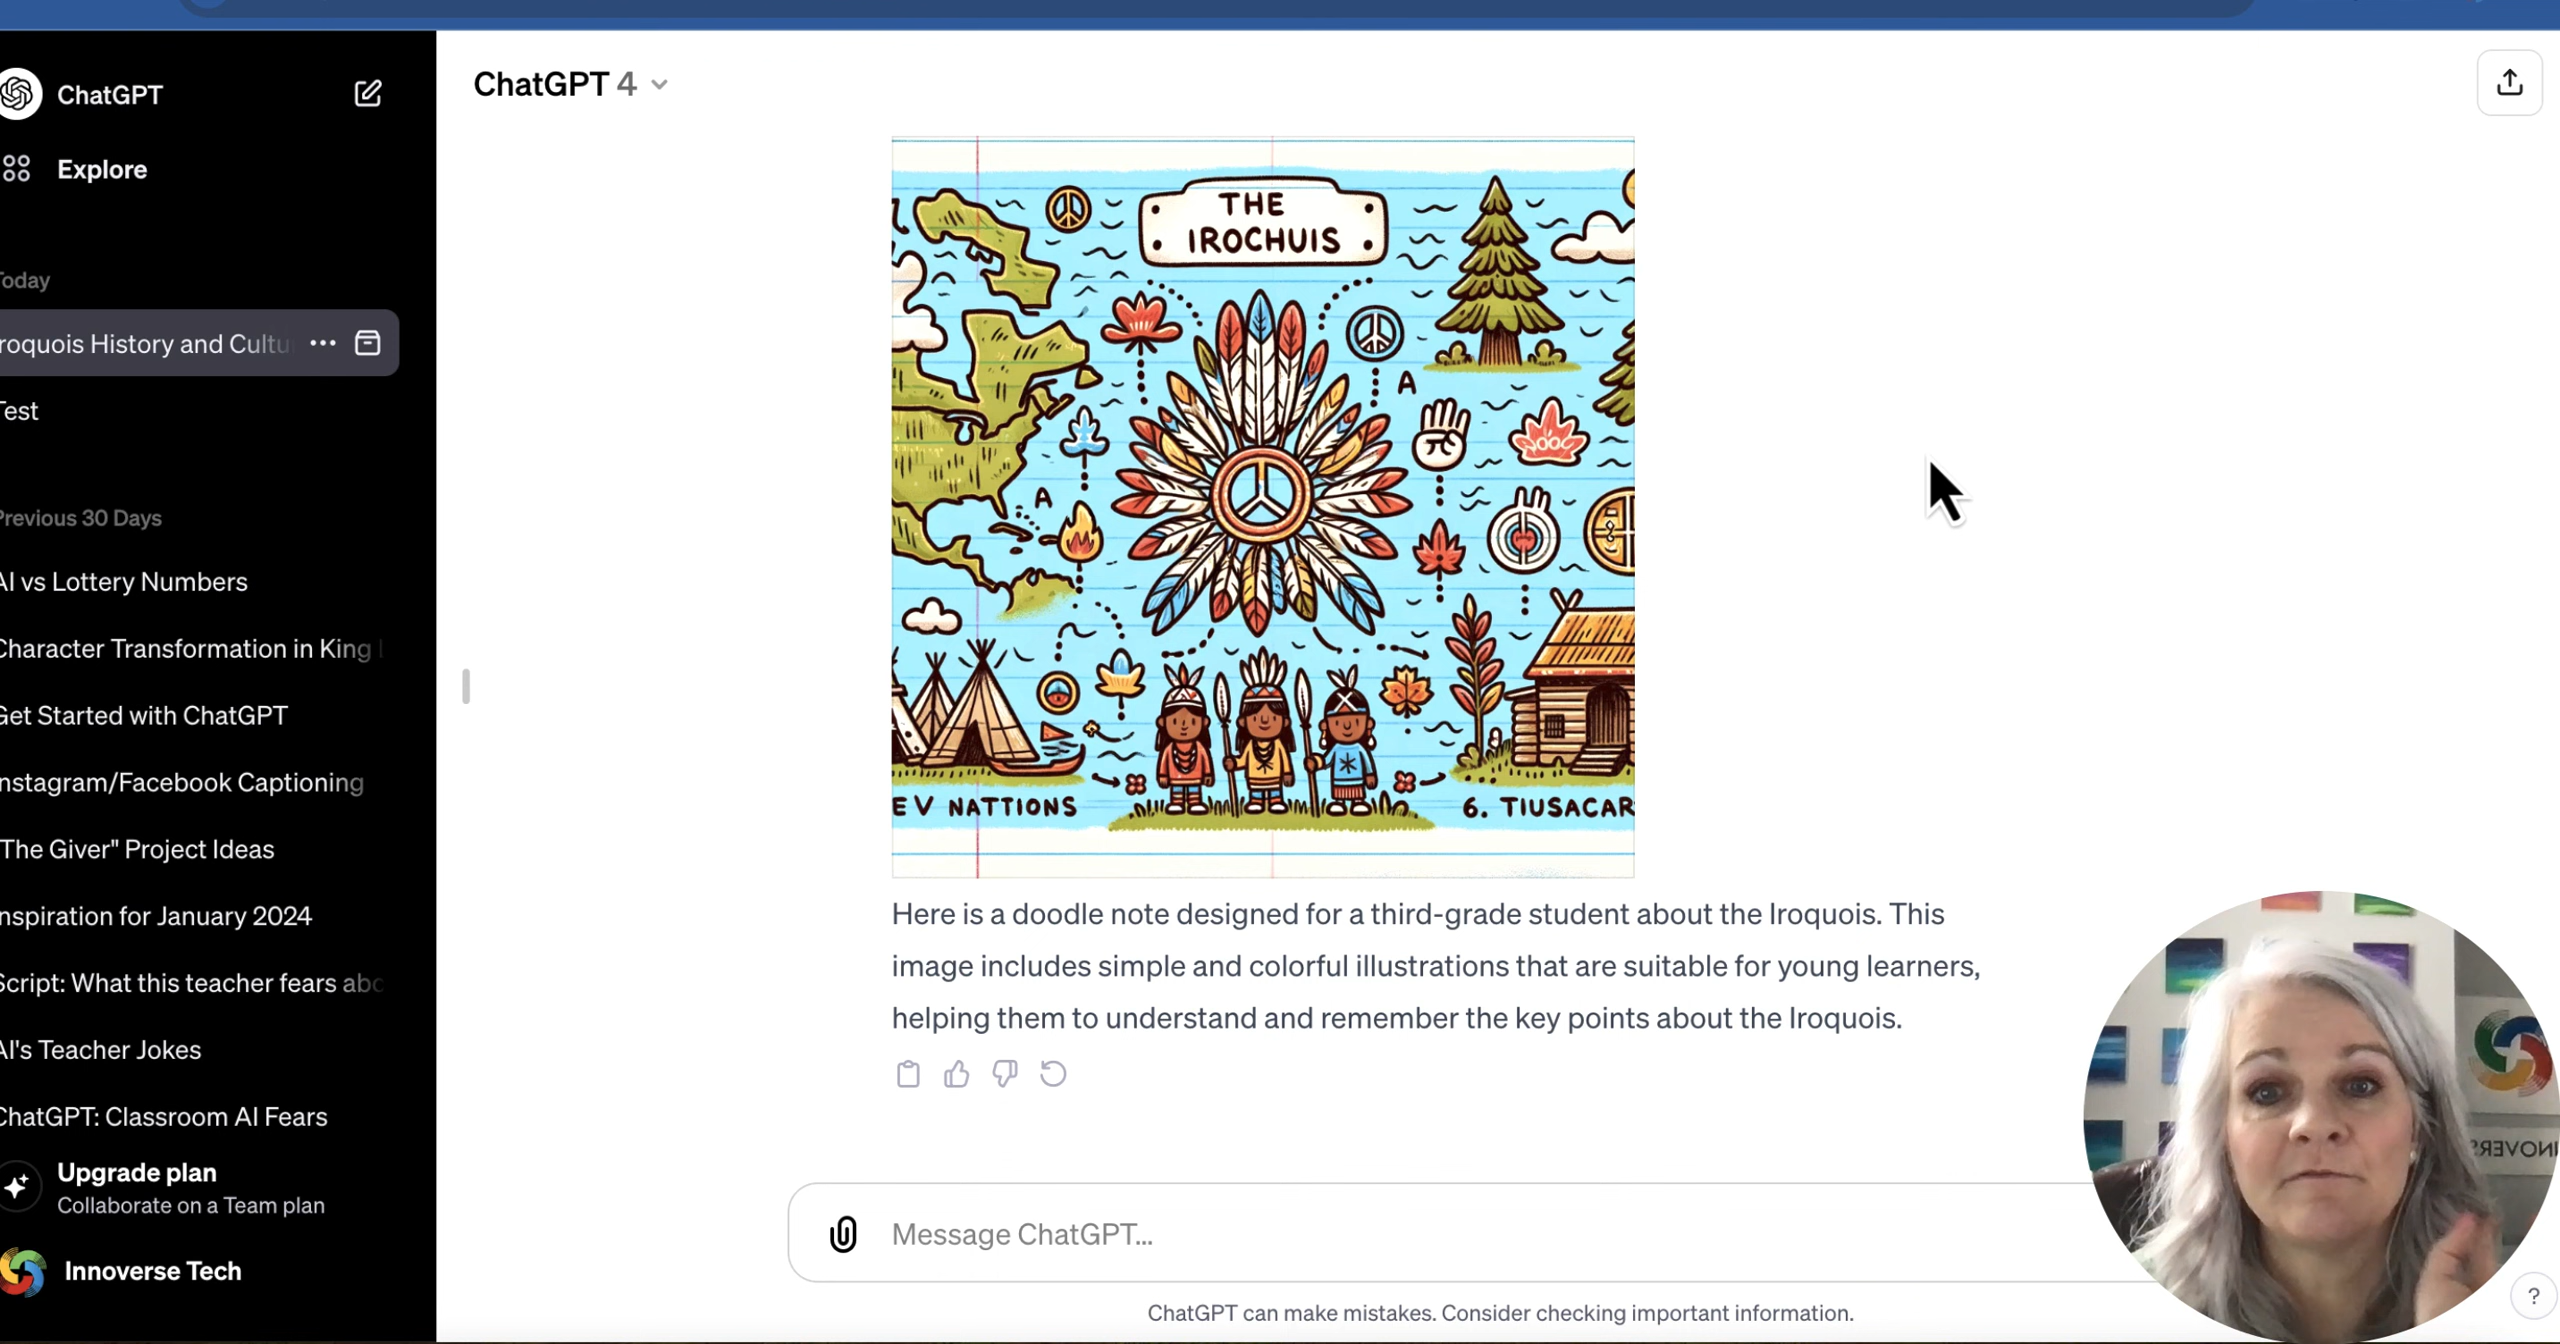 ChatGPT
Explore
Today
Iroquois History and Cultu
Test
Previous 30 Days
AI vs Lottery Numbers
Character Transformation in King
Get Started with ChatGPT
Instagram/Facebook Captioning
"The Giver" Project Ideas
Inspiration for January 2024
Script: What this teacher fears abo
AI's Teacher Jokes
ChatGPT: Classroom AI Fears
Upgrade plan
Collaborate on a Team plan
Innoverse Tech
ChatGPT 4
THE
IROCHUIS
A
A
EV NATTIONS
6. TIUSACAR
Here is a doodle note designed for a third-grade student about the Iroquois. This
image includes simple and colorful illustrations that are suitable for young learners,
helping them to understand and remember the key points about the Iroquois.
Message ChatGPT...
ChatGPT can make mistakes. Consider checking important information.
?